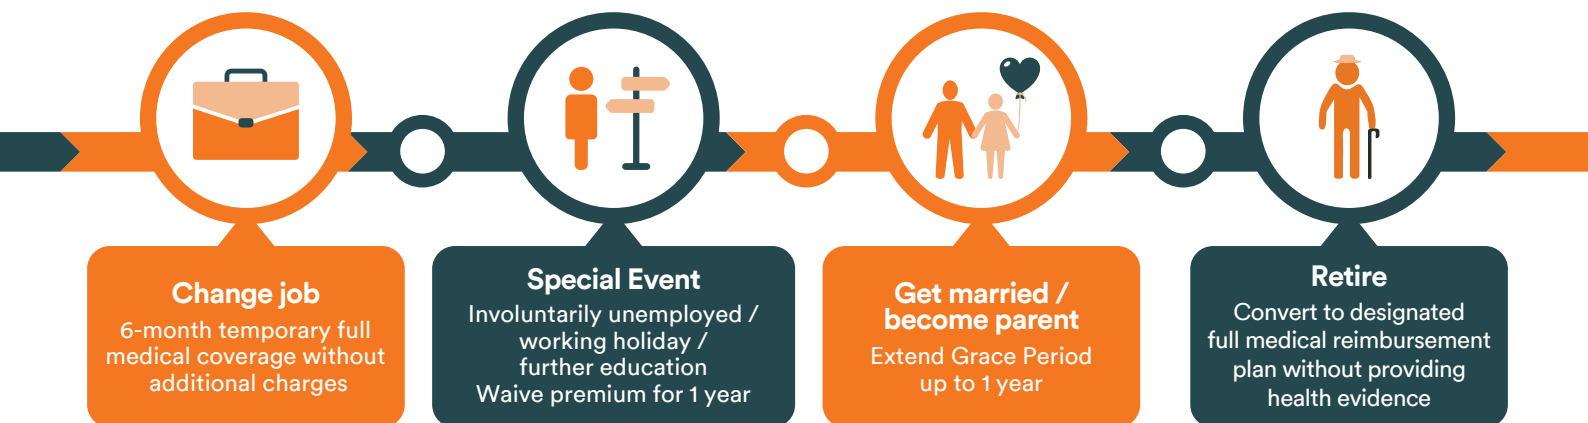 Change job
6-month temporary full
medical coverage without
additional charges
Special Event
Involuntarily unemployed /
working holiday /
further education
Waive premium for 1 year
Get married /
become parent
Extend Grace Period
up to 1 year
Retire
Convert to designated
full medical reimbursement
plan without providing
health evidence